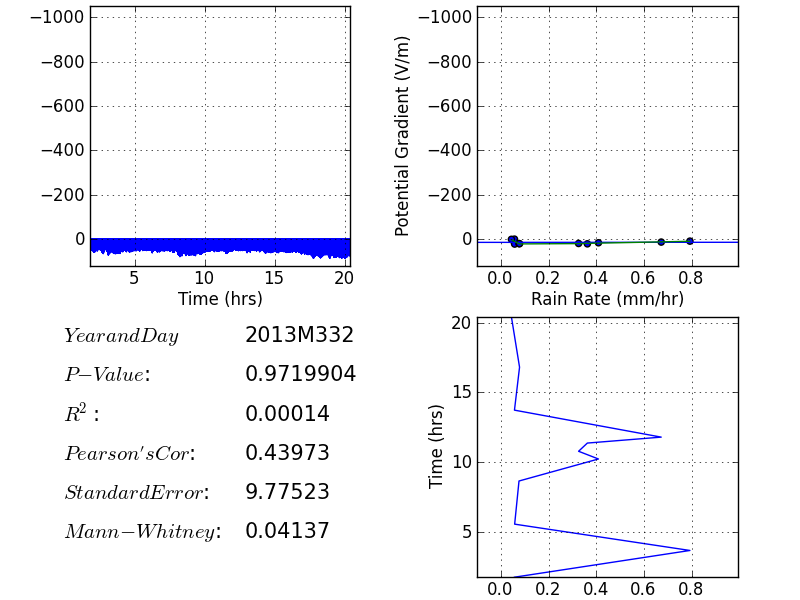 −1000
−800
−600
−400
−200
0
5 10 15 20
Time (hrs)
Potential Gradient (V/m)
−1000
−800
−600
−400
−200
0
0.0 0.2 0.4 0.6 0.8
Rain Rate (mm/hr)
YearandDay 2013M332
P−Value: 0.9719904
R²: 0.00014
Pearson'sCor: 0.43973
StandardError: 9.77523
Mann−Whitney: 0.04137
Time (hrs)
20
15
10
5
0.0 0.2 0.4 0.6 0.8